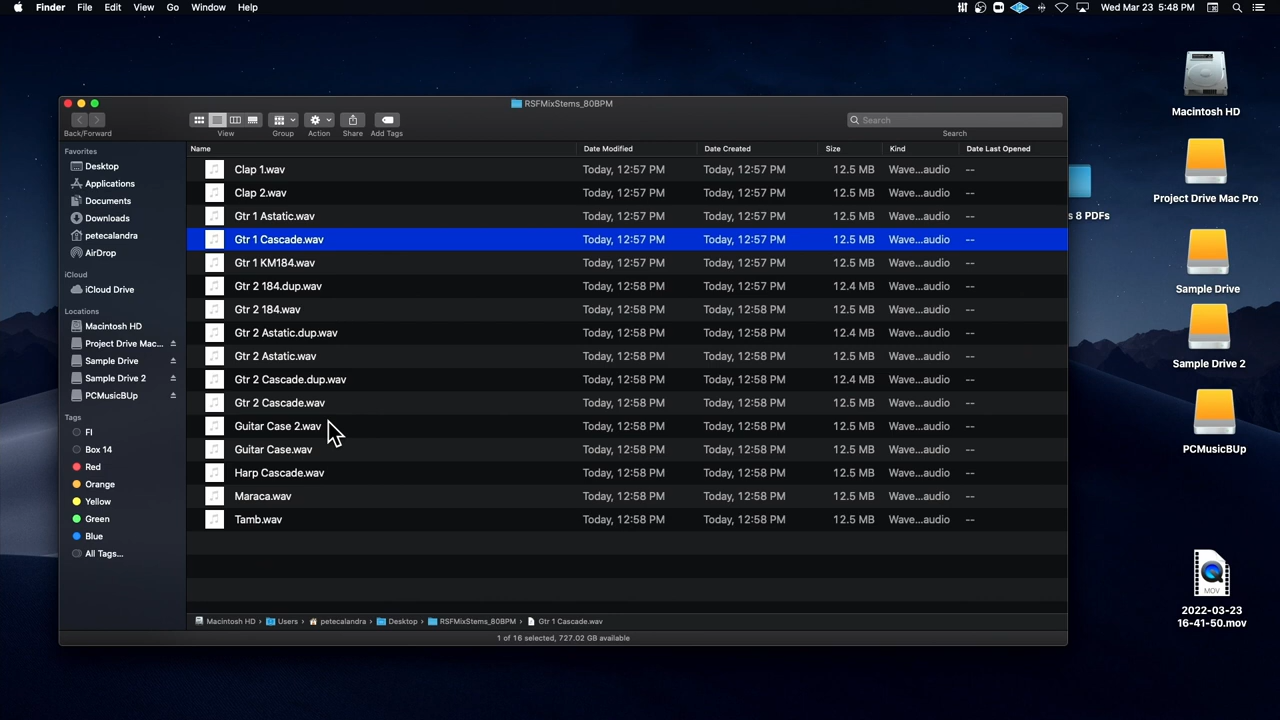 Finder File Edit View Go Window Help Wed Mar 23 5:48 PM
RSFMixStems_80BPM
Search
Back/Forward View Group Action Share Add Tags Search
Favorites
Desktop
Applications
Documents
Downloads
petecalandra
AirDrop
iCloud
iCloud Drive
Locations
Macintosh HD
Project Drive Mac...
Sample Drive
Sample Drive 2
PCMusicBUp
Tags
FI
Box 14
Red
Orange
Yellow
Green
Blue
All Tags...
Name Date Modified Date Created Size Kind Date Last Opened
Clap 1.wav Today, 12:57 PM Today, 12:57 PM 12.5 MB Wave...audio --
Clap 2.wav Today, 12:57 PM Today, 12:57 PM 12.5 MB Wave...audio --
Gtr 1 Astatic.wav Today, 12:57 PM Today, 12:57 PM 12.5 MB Wave...audio --
Gtr 1 Cascade.wav Today, 12:57 PM Today, 12:57 PM 12.5 MB Wave...audio --
Gtr 1 KM184.wav Today, 12:57 PM Today, 12:57 PM 12.5 MB Wave...audio --
Gtr 2 184.dup.wav Today, 12:58 PM Today, 12:57 PM 12.5 MB Wave...audio --
Gtr 2 184.wav Today, 12:58 PM Today, 12:58 PM 12.5 MB Wave...audio --
Gtr 2 Astatic.dup.wav Today, 12:58 PM Today, 12:58 PM 12.4 MB Wave...audio --
Gtr 2 Astatic.wav Today, 12:58 PM Today, 12:58 PM 12.5 MB Wave...audio --
Gtr 2 Cascade.dup.wav Today, 12:58 PM Today, 12:58 PM 12.4 MB Wave...audio --
Gtr 2 Cascade.wav Today, 12:58 PM Today, 12:58 PM 12.5 MB Wave...audio --
Guitar Case 2.wav Today, 12:58 PM Today, 12:58 PM 12.5 MB Wave...audio --
Guitar Case.wav Today, 12:58 PM Today, 12:58 PM 12.5 MB Wave...audio --
Harp Cascade.wav Today, 12:58 PM Today, 12:58 PM 12.5 MB Wave...audio --
Maraca.wav Today, 12:58 PM Today, 12:58 PM 12.5 MB Wave...audio --
Tamb.wav Today, 12:58 PM Today, 12:58 PM 12.5 MB Wave...audio --
Macintosh HD › Users › petecalandra › Desktop › RSFMixStems_80BPM › Gtr 1 Cascade.wav
1 of 16 selected, 727.02 GB available
Macintosh HD
Project Drive Mac Pro
s 8 PDFs
Sample Drive
Sample Drive 2
PCMusicBUp
MOV
2022-03-23
16-41-50.mov